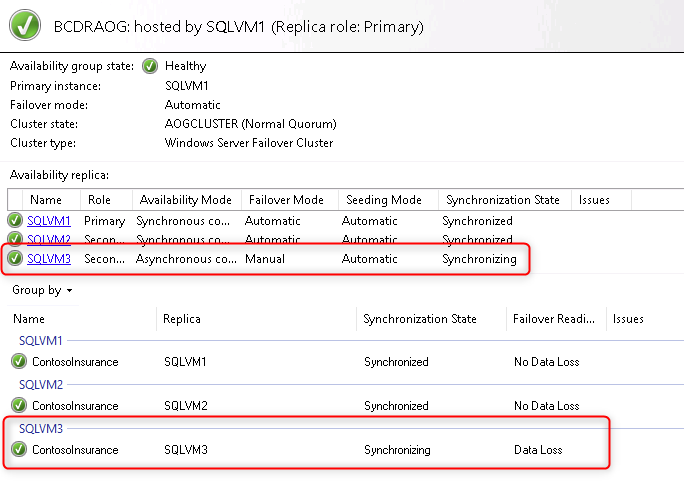 BCDRAOG: hosted by SQLVM1 (Replica role: Primary)
Availability group state: Healthy
Primary instance: SQLVM1
Failover mode: Automatic
Cluster state: AOGCLUSTER (Normal Quorum)
Cluster type: Windows Server Failover Cluster
Availability replica:
Name Role Availability Mode Failover Mode Seeding Mode Synchronization State Issues
SQLVM1 Primary Synchronous co... Automatic Automatic Synchronized
SQLVM2 Secon... Synchronous co... Automatic Automatic Synchronized
SQLVM3 Secon... Asynchronous co... Manual Automatic Synchronizing
Group by
Name Replica Synchronization State Failover Readi... Issues
SQLVM1
ContosoInsurance SQLVM1 Synchronized No Data Loss
SQLVM2
ContosoInsurance SQLVM2 Synchronized No Data Loss
SQLVM3
ContosoInsurance SQLVM3 Synchronizing Data Loss